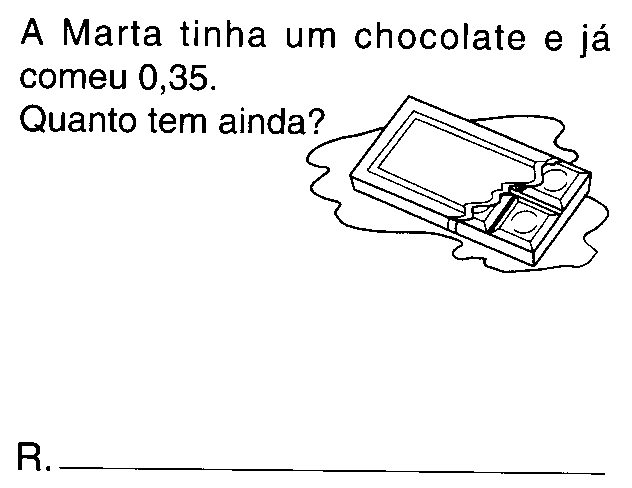 A Marta tinha um chocolate e já
comeu 0,35.
Quanto tem ainda?
R.